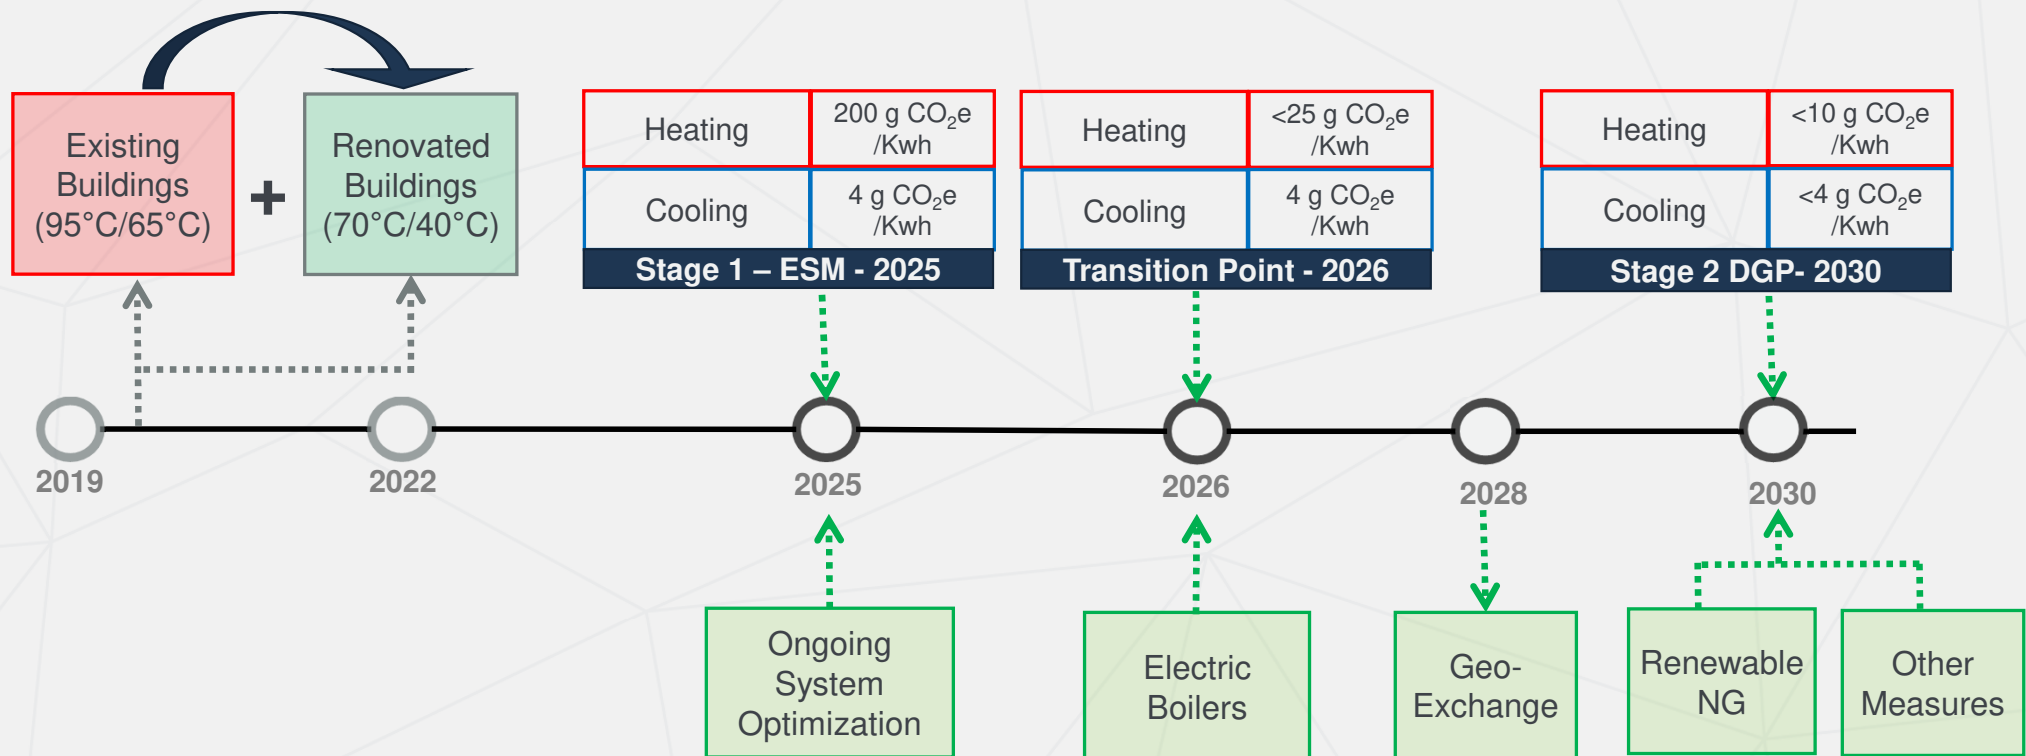 Existing
Buildings
(95°C/65°C)
+
Renovated
Buildings
(70°C/40°C)
Heating
200 g CO₂e
/Kwh
Cooling
4 g CO₂e
/Kwh
Stage 1 – ESM - 2025
Heating
<25 g CO₂e
/Kwh
Cooling
4 g CO₂e
/Kwh
Transition Point - 2026
Heating
<10 g CO₂e
/Kwh
Cooling
<4 g CO₂e
/Kwh
Stage 2 DGP- 2030
2019
2022
2025
2026
2028
2030
Ongoing
System
Optimization
Electric
Boilers
Geo-
Exchange
Renewable
NG
Other
Measures